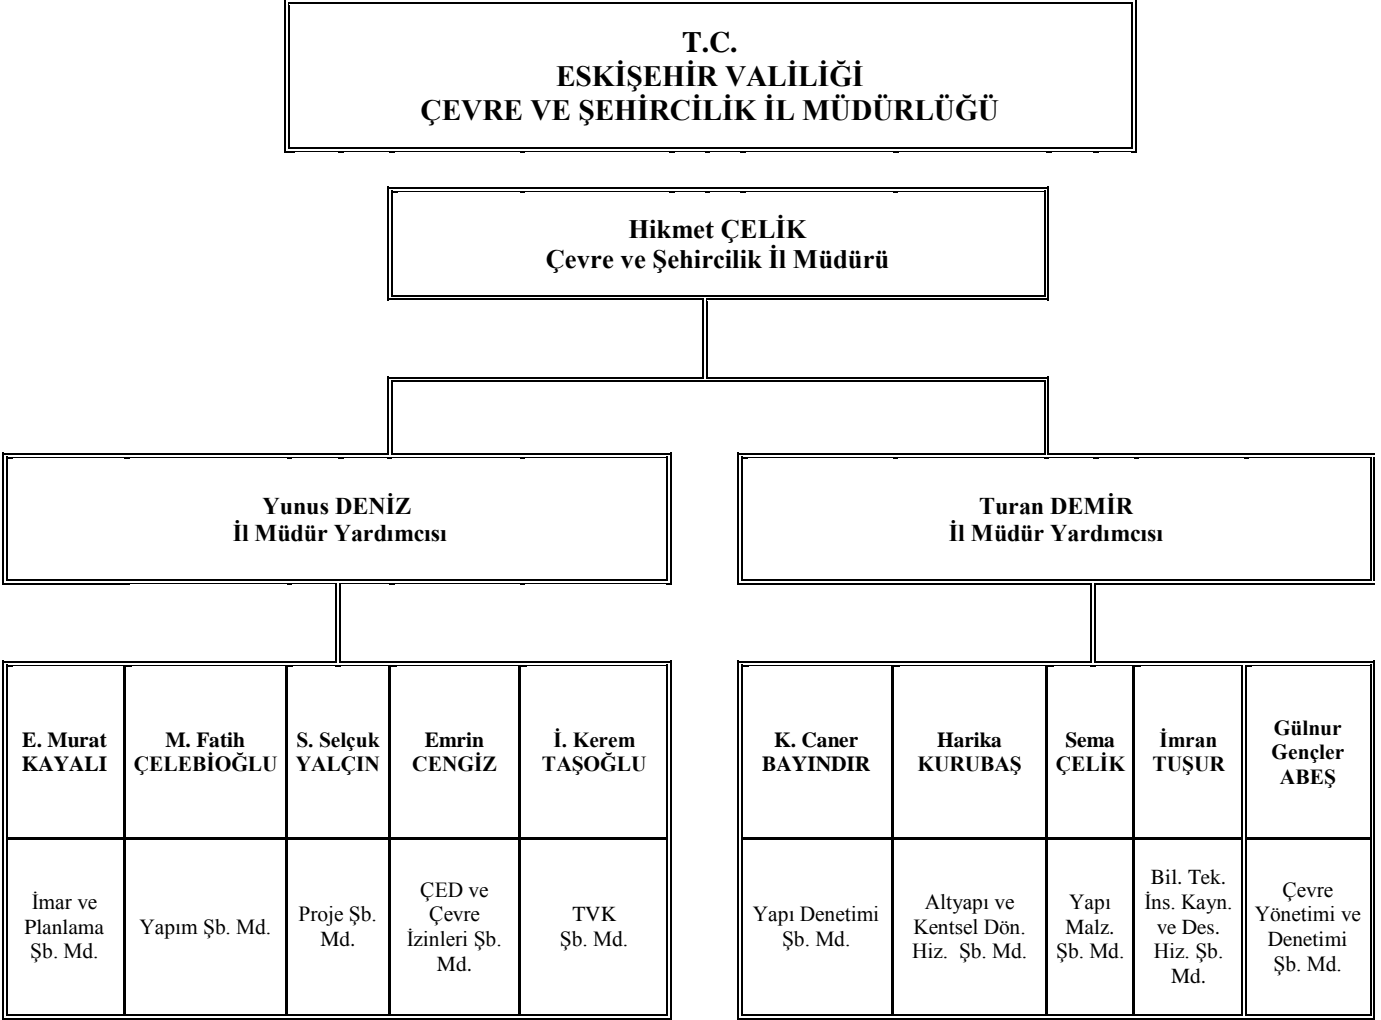 T.C.
ESKİŞEHİR VALİLİĞİ
ÇEVRE VE ŞEHİRCİLİK İL MÜDÜRLÜĞÜ
Hikmet ÇELİK
Çevre ve Şehircilik İl Müdürü
Yunus DENİZ
İl Müdür Yardımcısı
Turan DEMİR
İl Müdür Yardımcısı
E. Murat
KAYALI
M. Fatih
ÇELEBİOĞLU
S. Selçuk
YALÇIN
Emrin
CENGİZ
İ. Kerem
TAŞOĞLU
K. Caner
BAYINDIR
Harika
KURUBAŞ
Sema
ÇELİK
İmran
TUŞUR
Gülnur
Gençler
ABEŞ
İmar ve
Planlama
Şb. Md.
Yapım Şb. Md.
Proje Şb.
Md.
ÇED ve
Çevre
İzinleri Şb.
Md.
TVK
Şb. Md.
Yapı Denetimi
Şb. Md.
Altyapı ve
Kentsel Dön.
Hiz. Şb. Md.
Yapı
Malz.
Şb. Md.
Bil. Tek.
İns. Kayn.
ve Des.
Hiz. Şb.
Md.
Çevre
Yönetimi ve
Denetimi
Şb. Md.